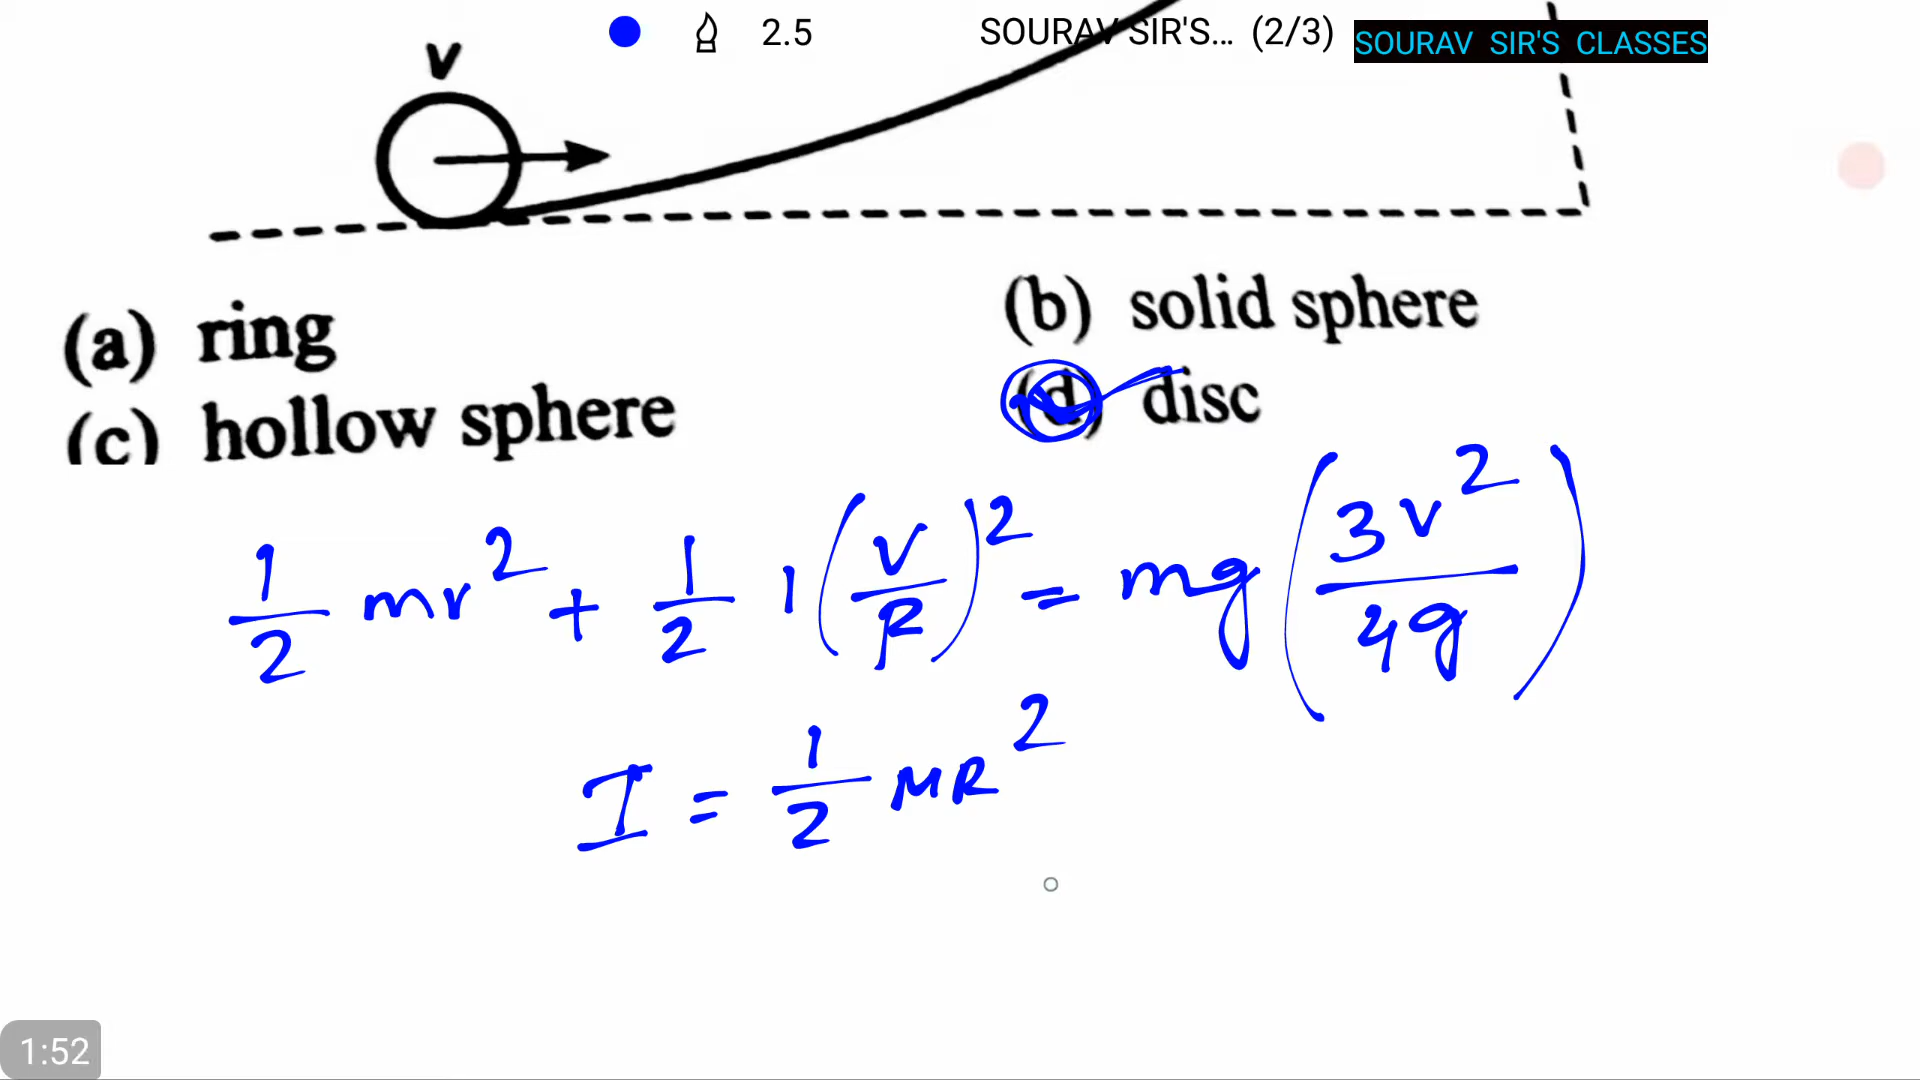 2.5 SOURAV SIR'S... (2/3) SOURAV SIR'S CLASSES
v
(a) ring
(b) solid sphere
(c) hollow sphere
(d) disc
1/2 mv² + 1/2 I (V/R)² = mg (3v²/4g)
I = 1/2 MR²
1:52